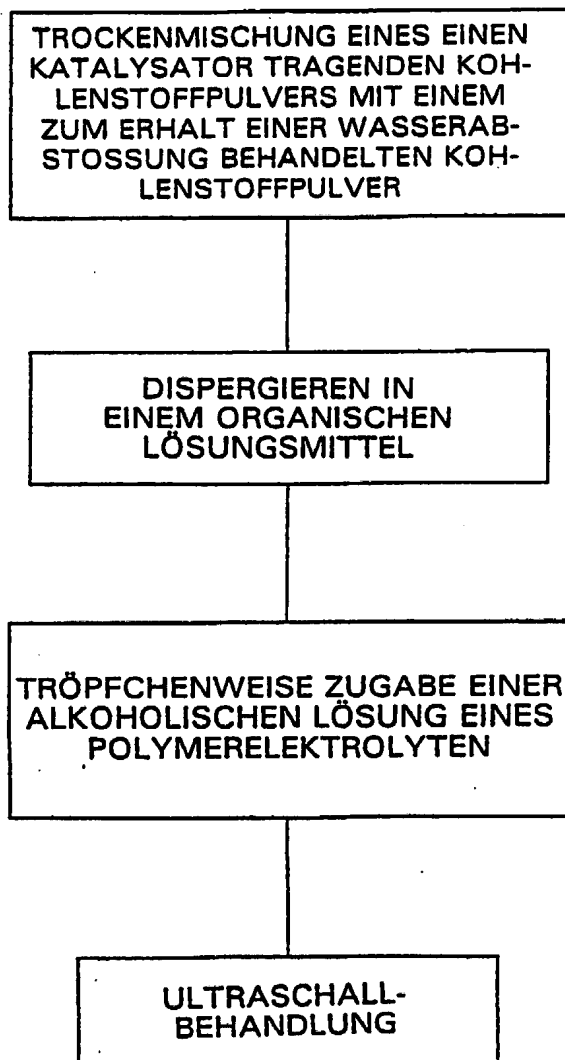 TROCKENMISCHUNG EINES EINEN
KATALYSATOR TRAGENDEN KOH-
LENSTOFFPULVERS MIT EINEM
ZUM ERHALT EINER WASSERAB-
STOSSUNG BEHANDELTEN KOH-
LENSTOFFPULVER
DISPERGIEREN IN
EINEM ORGANISCHEN
LÖSUNGSMITTEL
TRÖPFCHENWEISE ZUGABE EINER
ALKOHOLISCHEN LÖSUNG EINES
POLYMERELEKTROLYTEN
ULTRASCHALL-
BEHANDLUNG